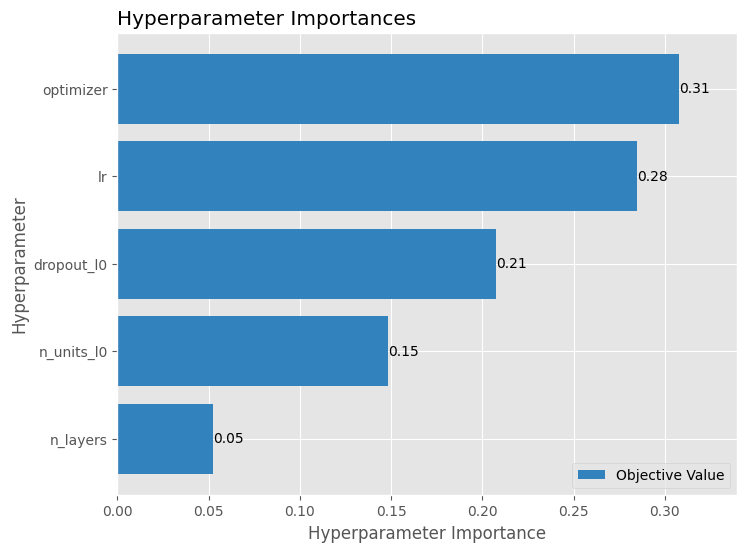 Hyperparameter Importances
Hyperparameter
optimizer
0.31
lr
0.28
dropout_l0
0.21
n_units_l0
0.15
n_layers
0.05
Objective Value
0.00 0.05 0.10 0.15 0.20 0.25 0.30
Hyperparameter Importance